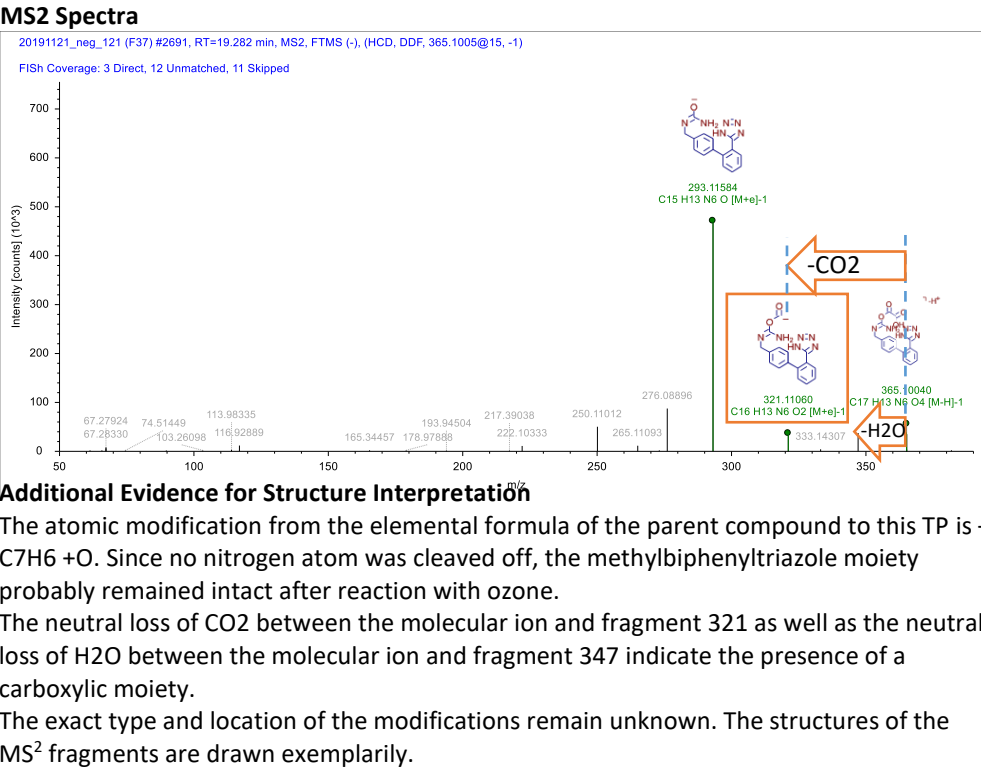 MS2 Spectra
20191121_neg_121 (F37) #2691, RT=19.282 min, MS2, FTMS (-), (HCD, DDF, 365.1005@15, -1)
FISh Coverage: 3 Direct, 12 Unmatched, 11 Skipped
Intensity [counts] (10^3)
700
600
500
400
300
200
100
0
293.11584
C15 H13 N6 O [M+e]-1
-CO2
-H+
321.11060
C16 H13 N6 O2 [M+e]-1
365.10040
C17 H13 N6 O4 [M-H]-1
-H2O
333.14307
276.08896
250.11012
265.11093
217.39038
222.10333
193.94504
178.97888
165.34457
113.98335
116.92889
103.26098
74.51449
67.27924
67.28330
50 100 150 200 250 300 350
m/z
Additional Evidence for Structure Interpretation
The atomic modification from the elemental formula of the parent compound to this TP is -
C7H6 +O. Since no nitrogen atom was cleaved off, the methylbiphenyltriazole moiety
probably remained intact after reaction with ozone.
The neutral loss of CO2 between the molecular ion and fragment 321 as well as the neutral
loss of H2O between the molecular ion and fragment 347 indicate the presence of a
carboxylic moiety.
The exact type and location of the modifications remain unknown. The structures of the
MS2 fragments are drawn exemplarily.